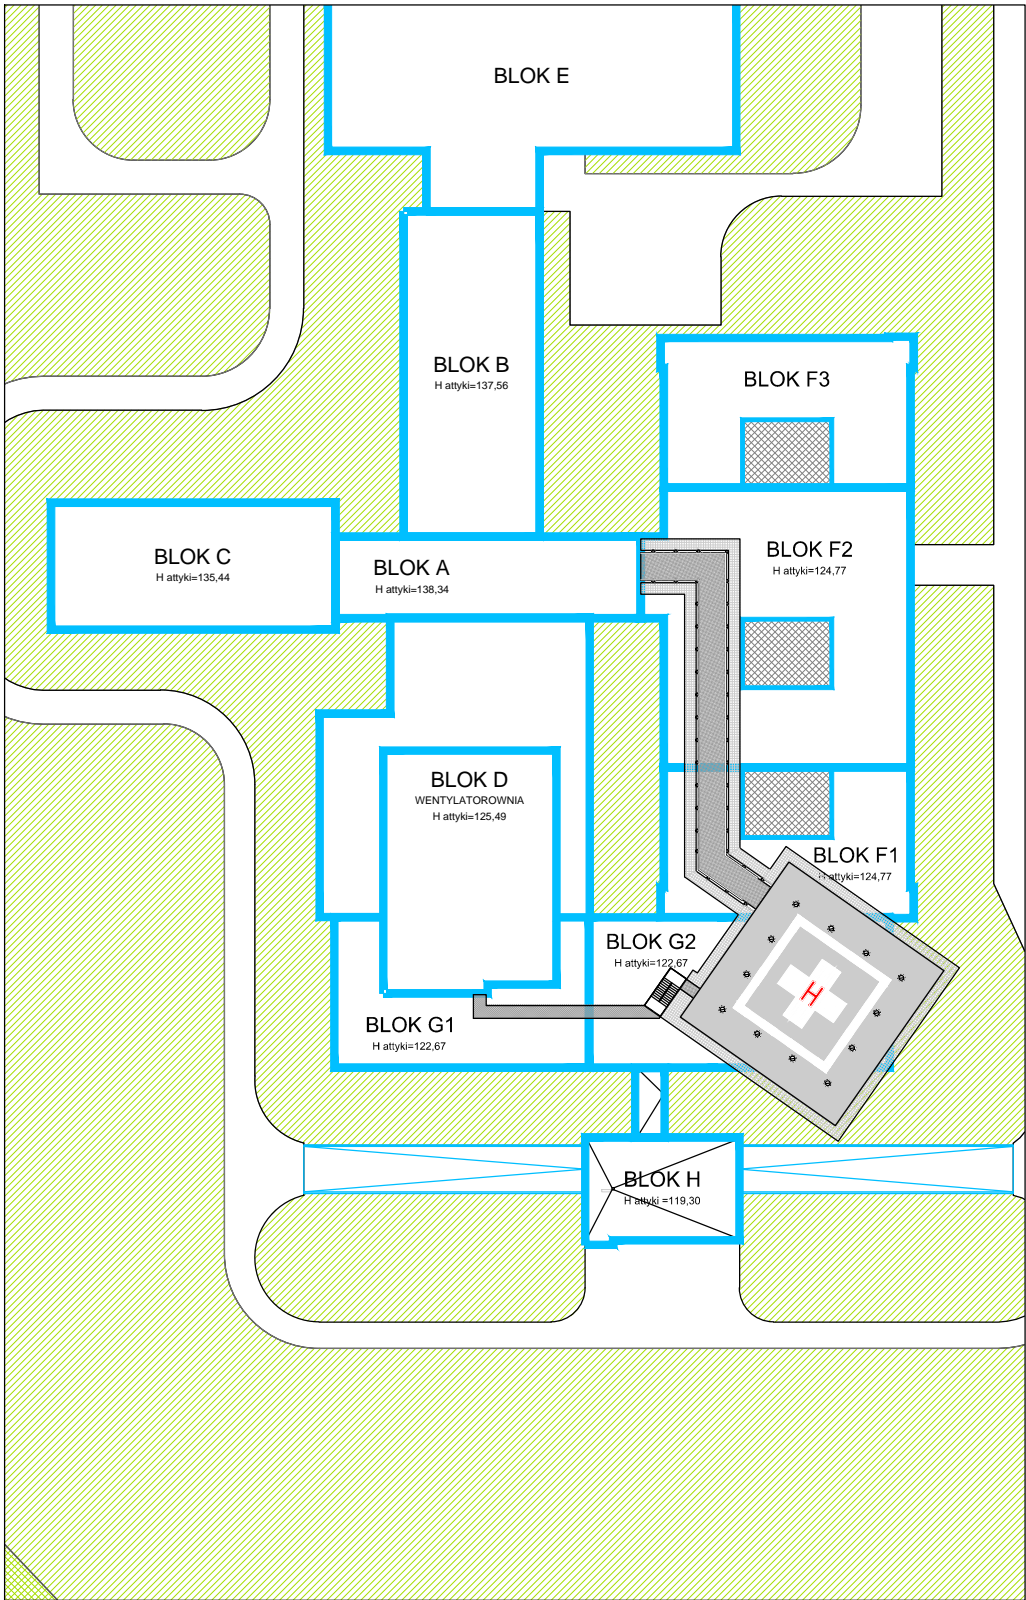 BLOK E
BLOK B
H attyki=137,56
BLOK F3
BLOK C
H attyki=135,44
BLOK A
H attyki=138,34
BLOK F2
H attyki=124,77
BLOK D
WENTYLATOROWNIA
H attyki=125,49
BLOK F1
H attyki=124,77
BLOK G2
H attyki=122,67
H
BLOK G1
H attyki=122,67
BLOK H
H attyki =119,30